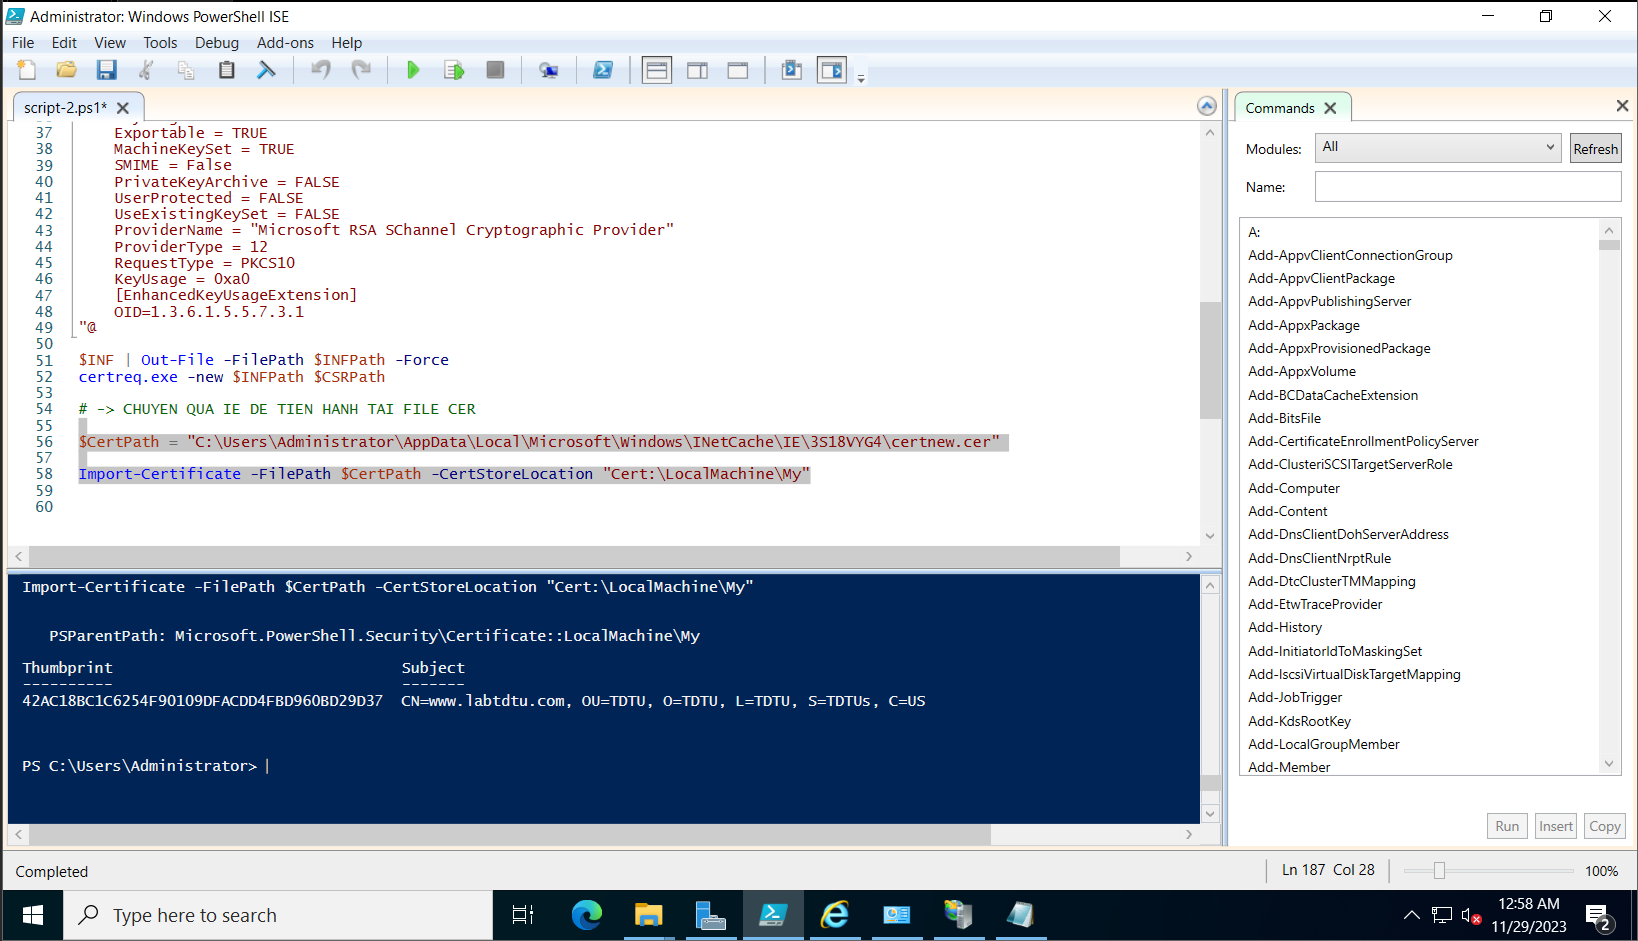 Administrator: Windows PowerShell ISE
File Edit View Tools Debug Add-ons Help
script-2.ps1*
37 Exportable = TRUE
38 MachineKeySet = TRUE
39 SMIME = False
40 PrivateKeyArchive = FALSE
41 UserProtected = FALSE
42 UseExistingKeySet = FALSE
43 ProviderName = "Microsoft RSA SChannel Cryptographic Provider"
44 ProviderType = 12
45 RequestType = PKCS10
46 KeyUsage = 0xa0
47 [EnhancedKeyUsageExtension]
48 OID=1.3.6.1.5.5.7.3.1
49 "@
50
51 $INF | Out-File -FilePath $INFPath -Force
52 certreq.exe -new $INFPath $CSRPath
53
54 # -> CHUYEN QUA IE DE TIEN HANH TAI FILE CER
55
56 $CertPath = "C:\Users\Administrator\AppData\Local\Microsoft\Windows\INetCache\IE\3S18VYG4\certnew.cer"
57
58 Import-Certificate -FilePath $CertPath -CertStoreLocation "Cert:\LocalMachine\My"
59
60
Import-Certificate -FilePath $CertPath -CertStoreLocation "Cert:\LocalMachine\My"
PSParentPath: Microsoft.PowerShell.Security\Certificate::LocalMachine\My
Thumbprint Subject
---------- -------
42AC18BC1C6254F90109DFACDD4FBD960BD29D37 CN=www.labtdtu.com, OU=TDTU, O=TDTU, L=TDTU, S=TDTUs, C=US
PS C:\Users\Administrator>
Commands
Modules: All Refresh
Name:
A:
Add-AppvClientConnectionGroup
Add-AppvClientPackage
Add-AppvPublishingServer
Add-AppxPackage
Add-AppxProvisionedPackage
Add-AppxVolume
Add-BCDataCacheExtension
Add-BitsFile
Add-CertificateEnrollmentPolicyServer
Add-ClusteriSCSITargetServerRole
Add-Computer
Add-Content
Add-DnsClientDohServerAddress
Add-DnsClientNrptRule
Add-DtcClusterTMMapping
Add-EtwTraceProvider
Add-History
Add-InitiatorIdToMaskingSet
Add-IscsiVirtualDiskTargetMapping
Add-JobTrigger
Add-KdsRootKey
Add-LocalGroupMember
Add-Member
Run Insert Copy
Completed Ln 187 Col 28 100%
Type here to search
12:58 AM
11/29/2023
2